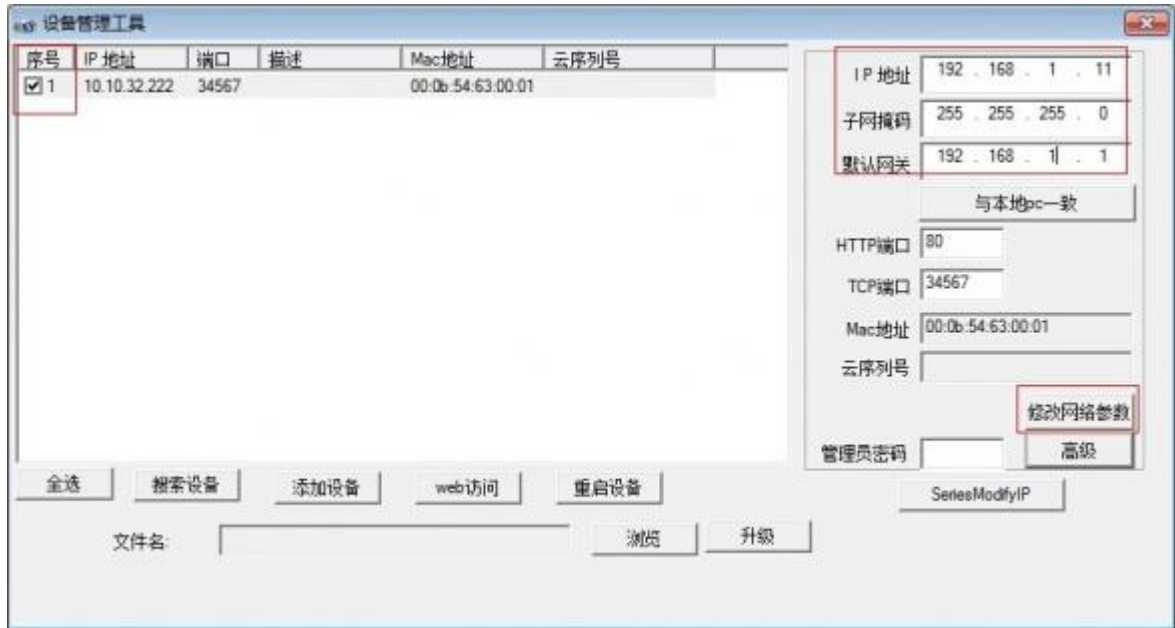 设备管理工具
序号 IP 地址 端口 描述 Mac地址 云序列号
1 10.10.32.222 34567 00:0b:54:63:00:01
IP 地址 192 . 168 . 1 . 11
子网掩码 255 . 255 . 255 . 0
默认网关 192 . 168 . 1 . 1
与本地pc一致
HTTP端口 80
TCP端口 34567
Mac地址 00:0b:54:63:00:01
云序列号
修改网络参数
管理员密码 高级
全选 搜索设备 添加设备 web访问 重启设备 SeriesModifyIP
文件名: 浏览 升级